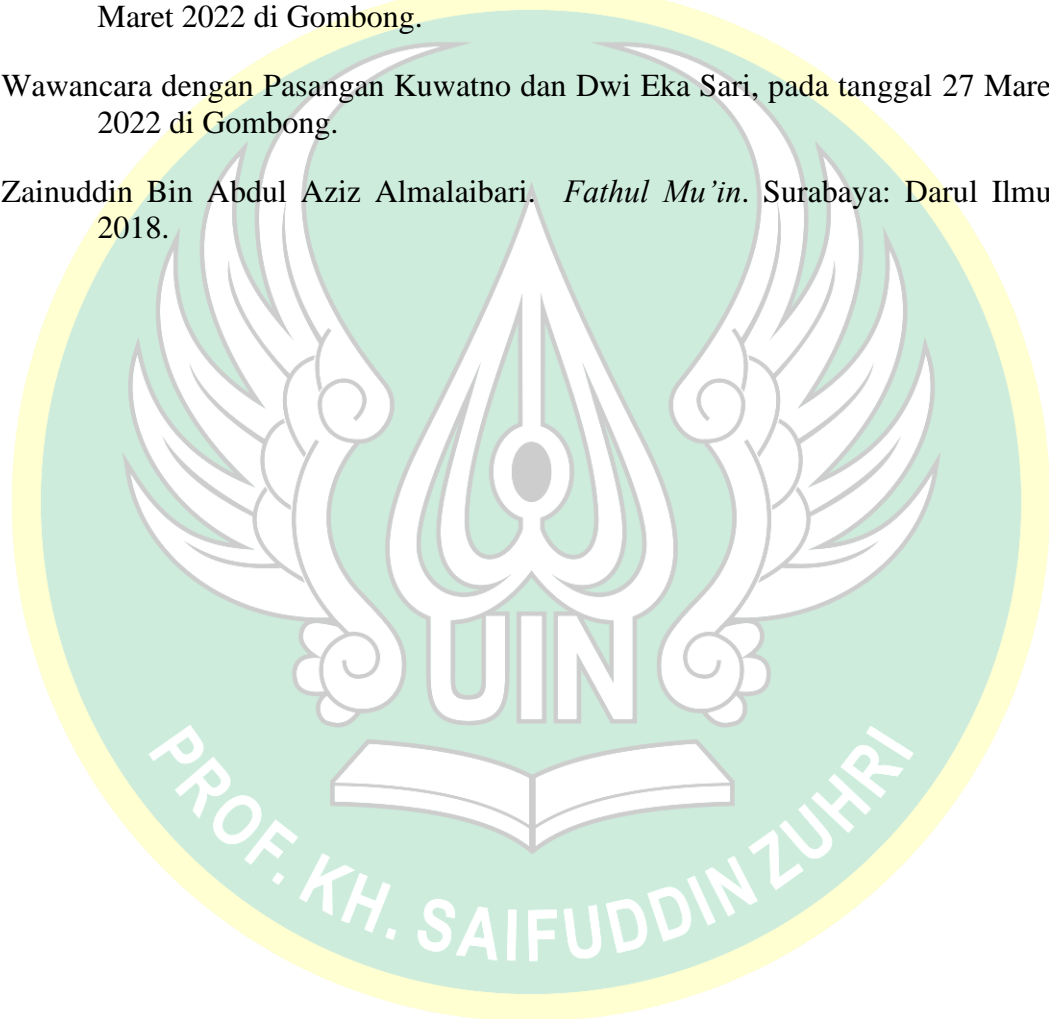 Maret 2022 di Gombong.
Wawancara dengan Pasangan Kuwatno dan Dwi Eka Sari, pada tanggal 27 Mare
2022 di Gombong.
Zainuddin Bin Abdul Aziz Almalaibari. Fathul Mu’in. Surabaya: Darul Ilmu
2018.
UIN
PROF. KH. SAIFUDDIN ZUHRI